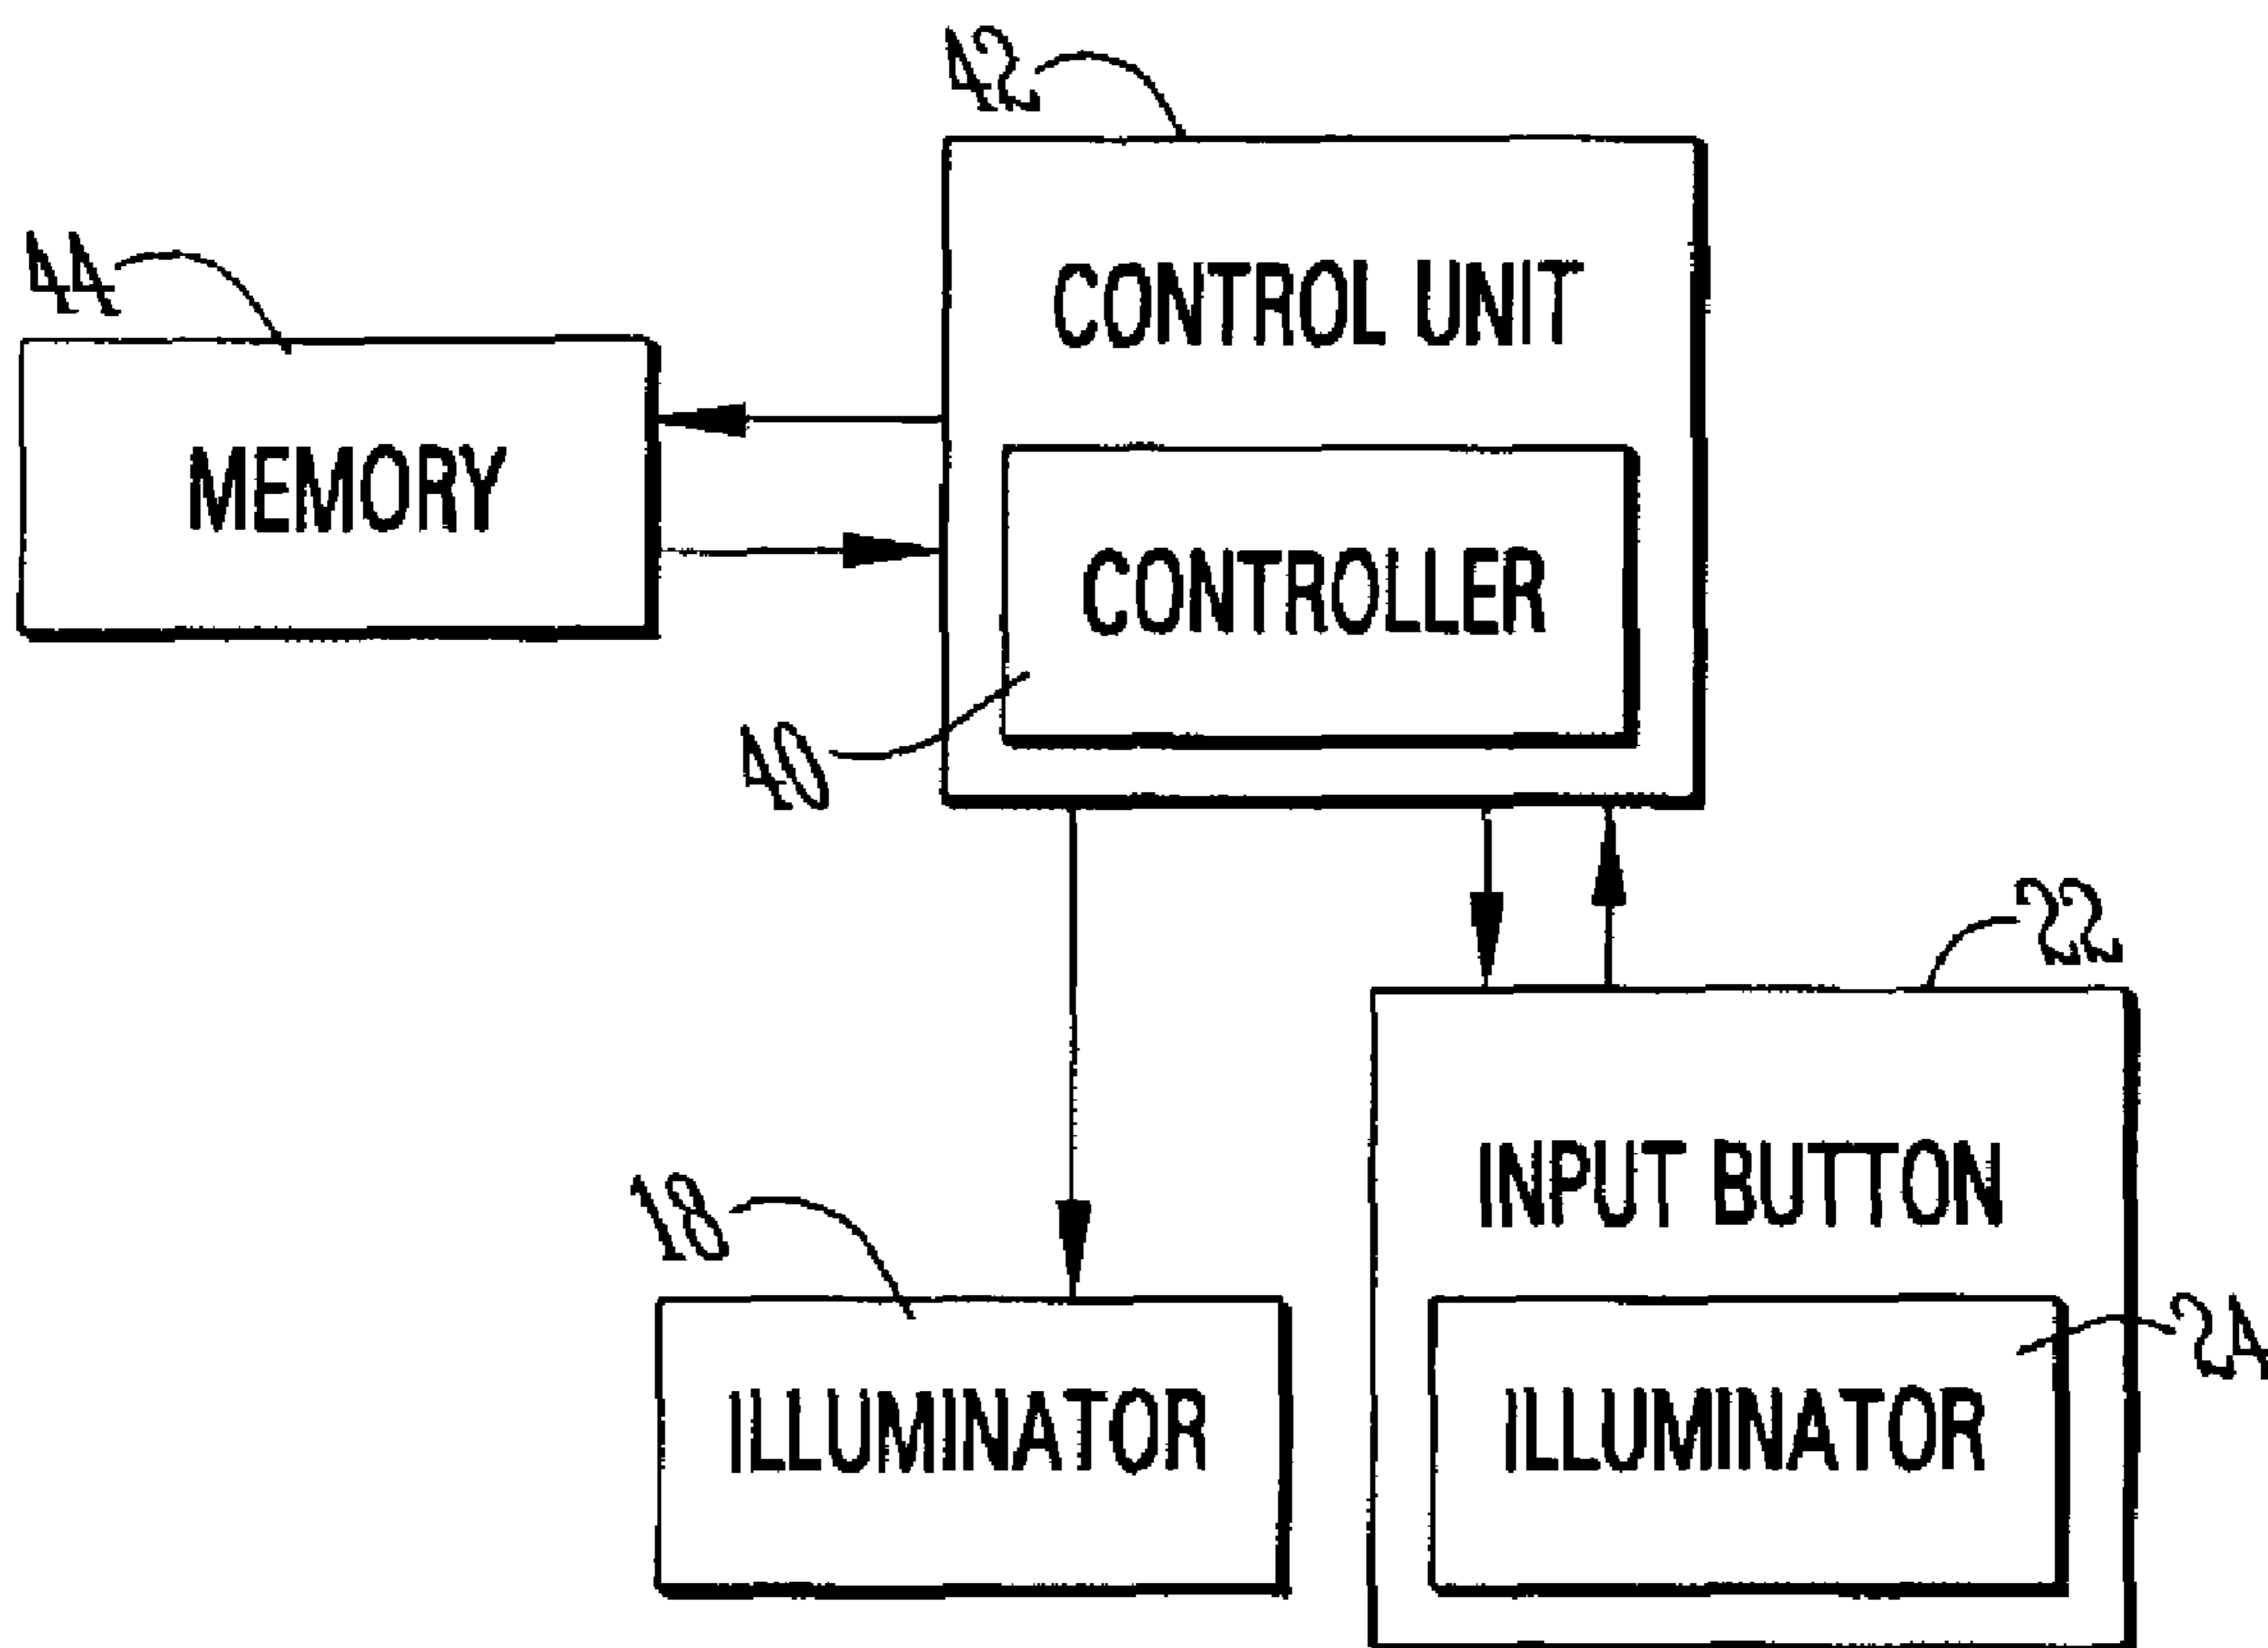 42
44
CONTROL UNIT
MEMORY
CONTROLLER
40
22
INPUT BUTTON
18
24
ILLUMINATOR
ILLUMINATOR